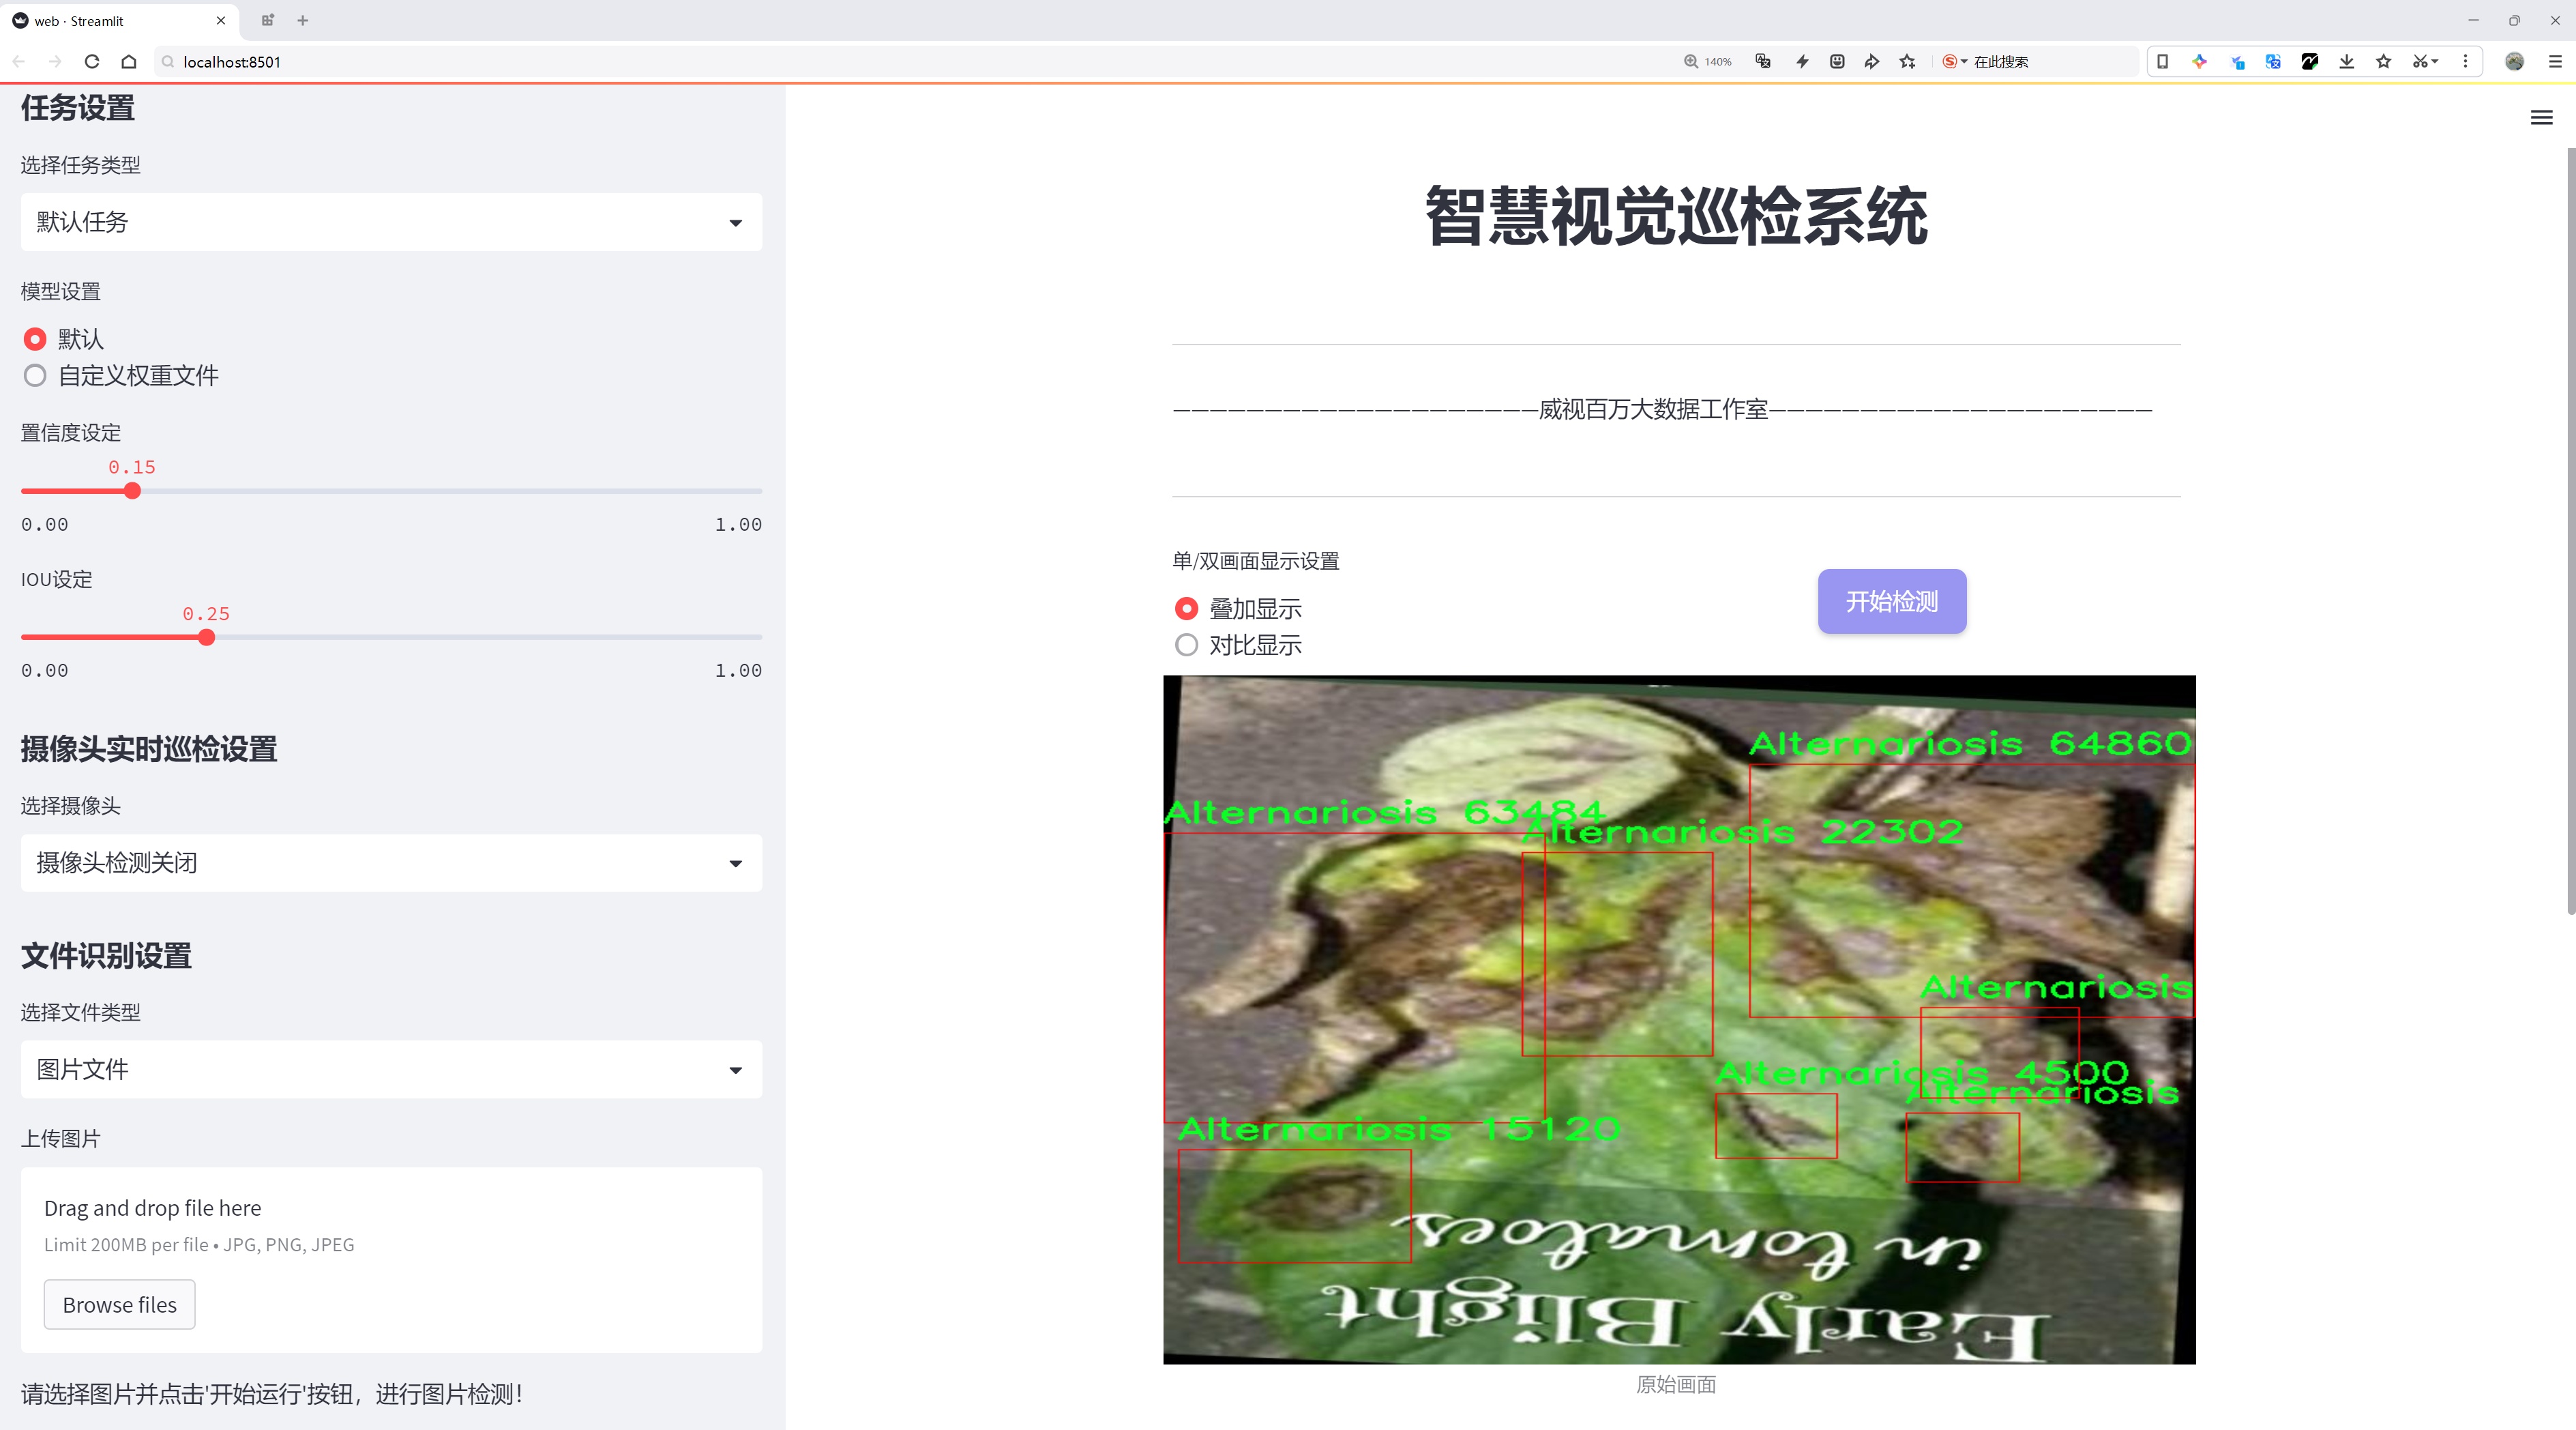 web · Streamlit
localhost:8501
140%
在此搜索
任务设置
选择任务类型
默认任务
模型设置
默认
自定义权重文件
置信度设定
0.15
0.00 1.00
IOU设定
0.25
0.00 1.00
摄像头实时巡检设置
选择摄像头
摄像头检测关闭
文件识别设置
选择文件类型
图片文件
上传图片
Drag and drop file here
Limit 200MB per file • JPG, PNG, JPEG
Browse files
请选择图片并点击'开始运行'按钮，进行图片检测！
智慧视觉巡检系统
—————————————————————威视百万大数据工作室——————————————————————
单/双画面显示设置
叠加显示
对比显示
开始检测
Alternariosis 64860
Alternariosis 63484
Alternariosis 22302
Alternariosis
Alternariosis 4500
Alternariosis
Alternariosis 15120
Early Blight
in tomatoes
原始画面